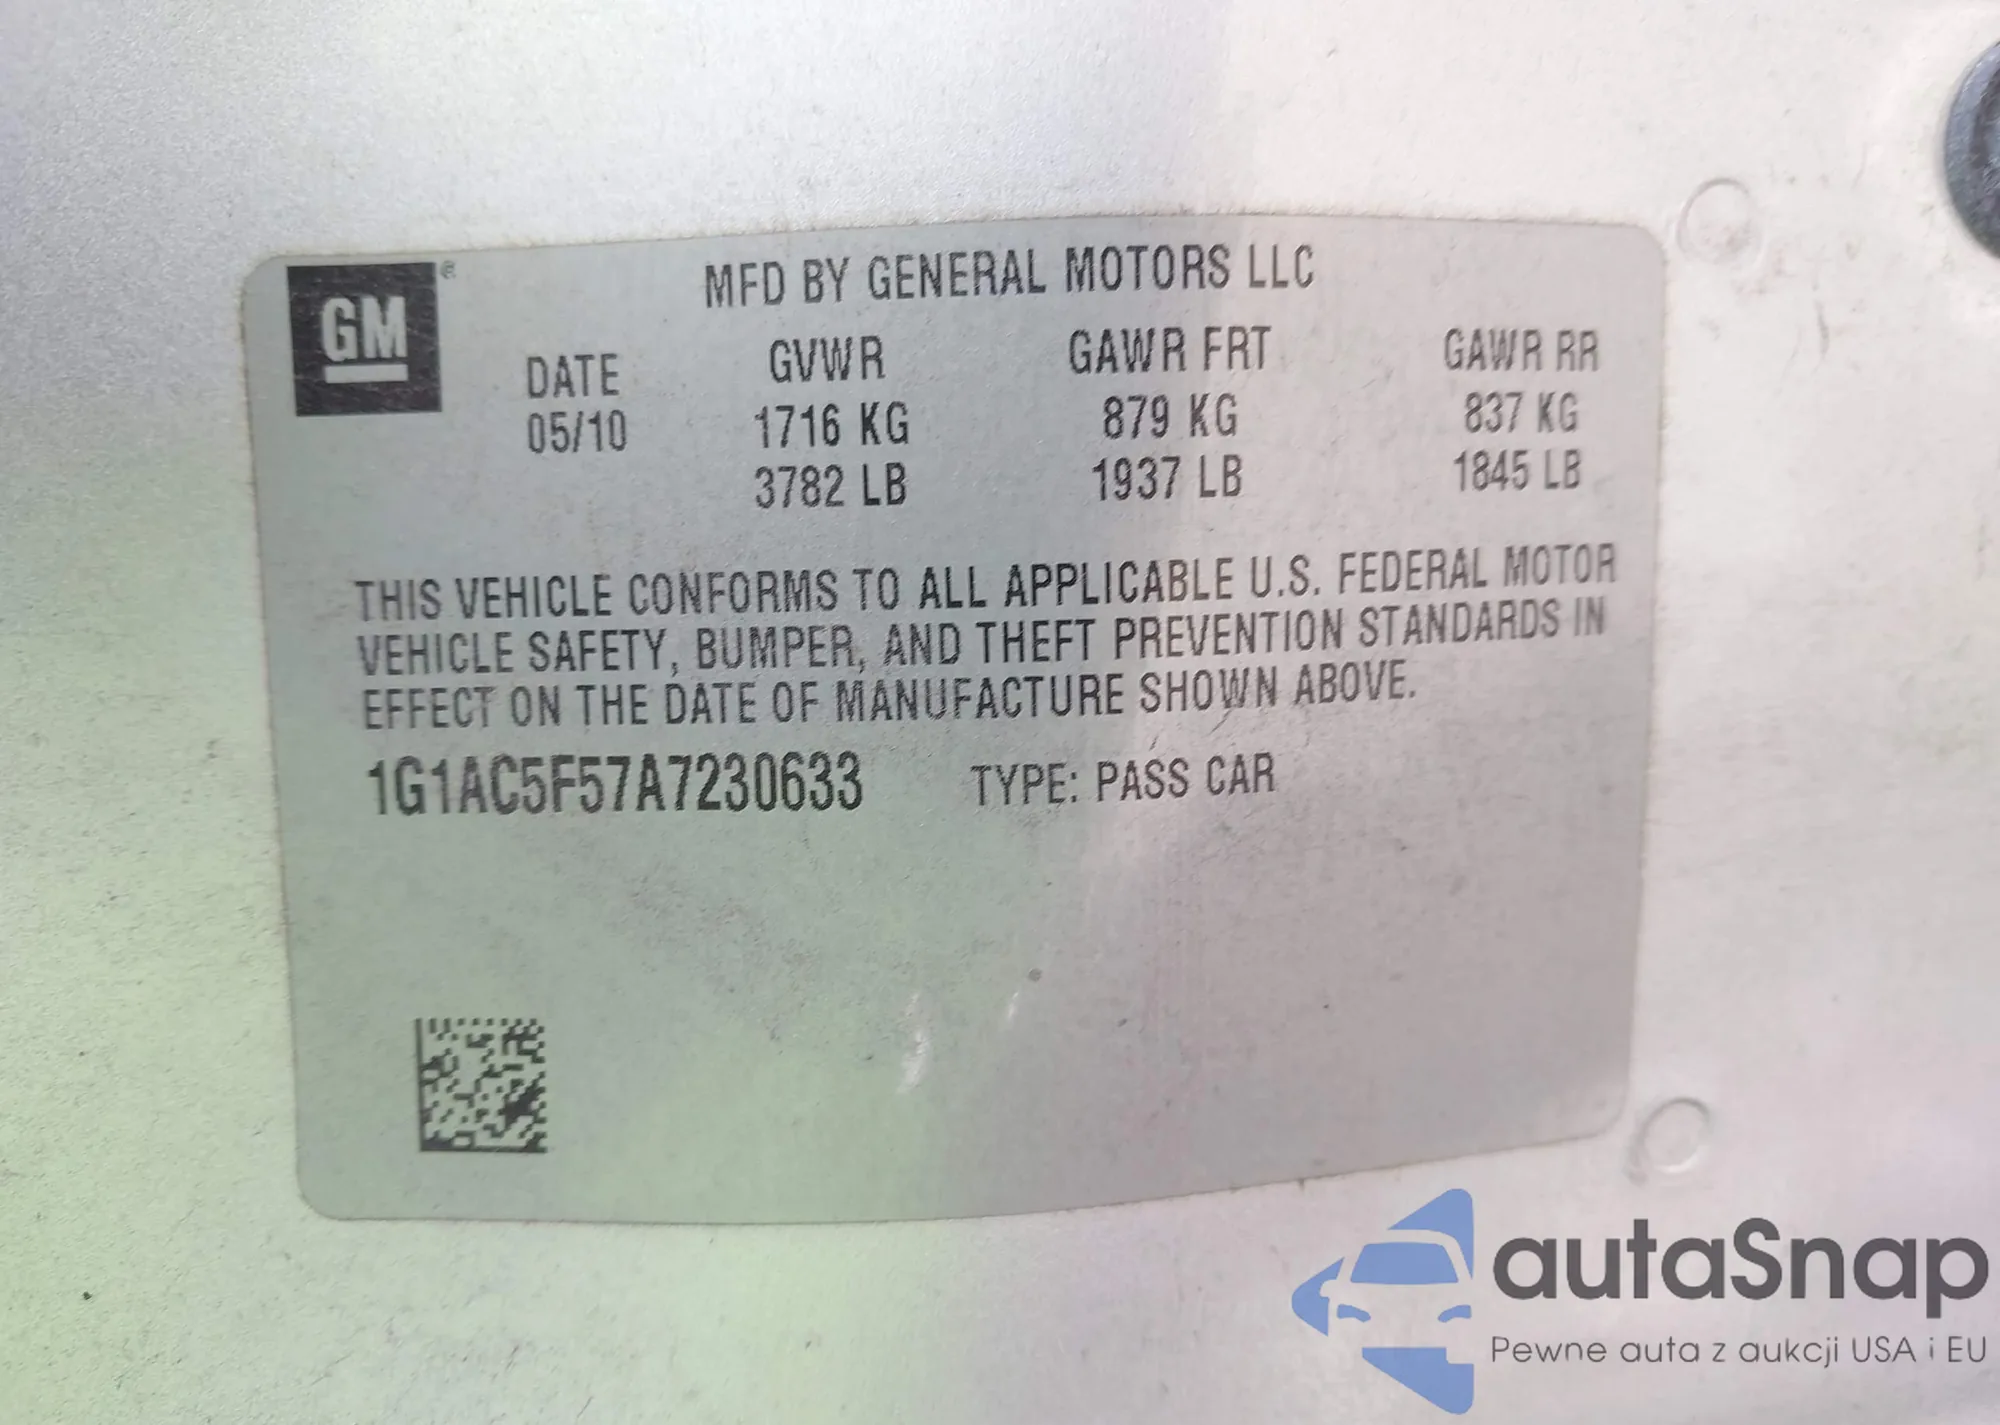 GM®
MFD BY GENERAL MOTORS LLC
DATE GVWR GAWR FRT GAWR RR
05/10 1716 KG 879 KG 837 KG
3782 LB 1937 LB 1845 LB
THIS VEHICLE CONFORMS TO ALL APPLICABLE U.S. FEDERAL MOTOR
VEHICLE SAFETY, BUMPER, AND THEFT PREVENTION STANDARDS IN
EFFECT ON THE DATE OF MANUFACTURE SHOWN ABOVE.
1G1AC5F57A7230633 TYPE: PASS CAR
autaSnap
Pewne auta z aukcji USA i EU